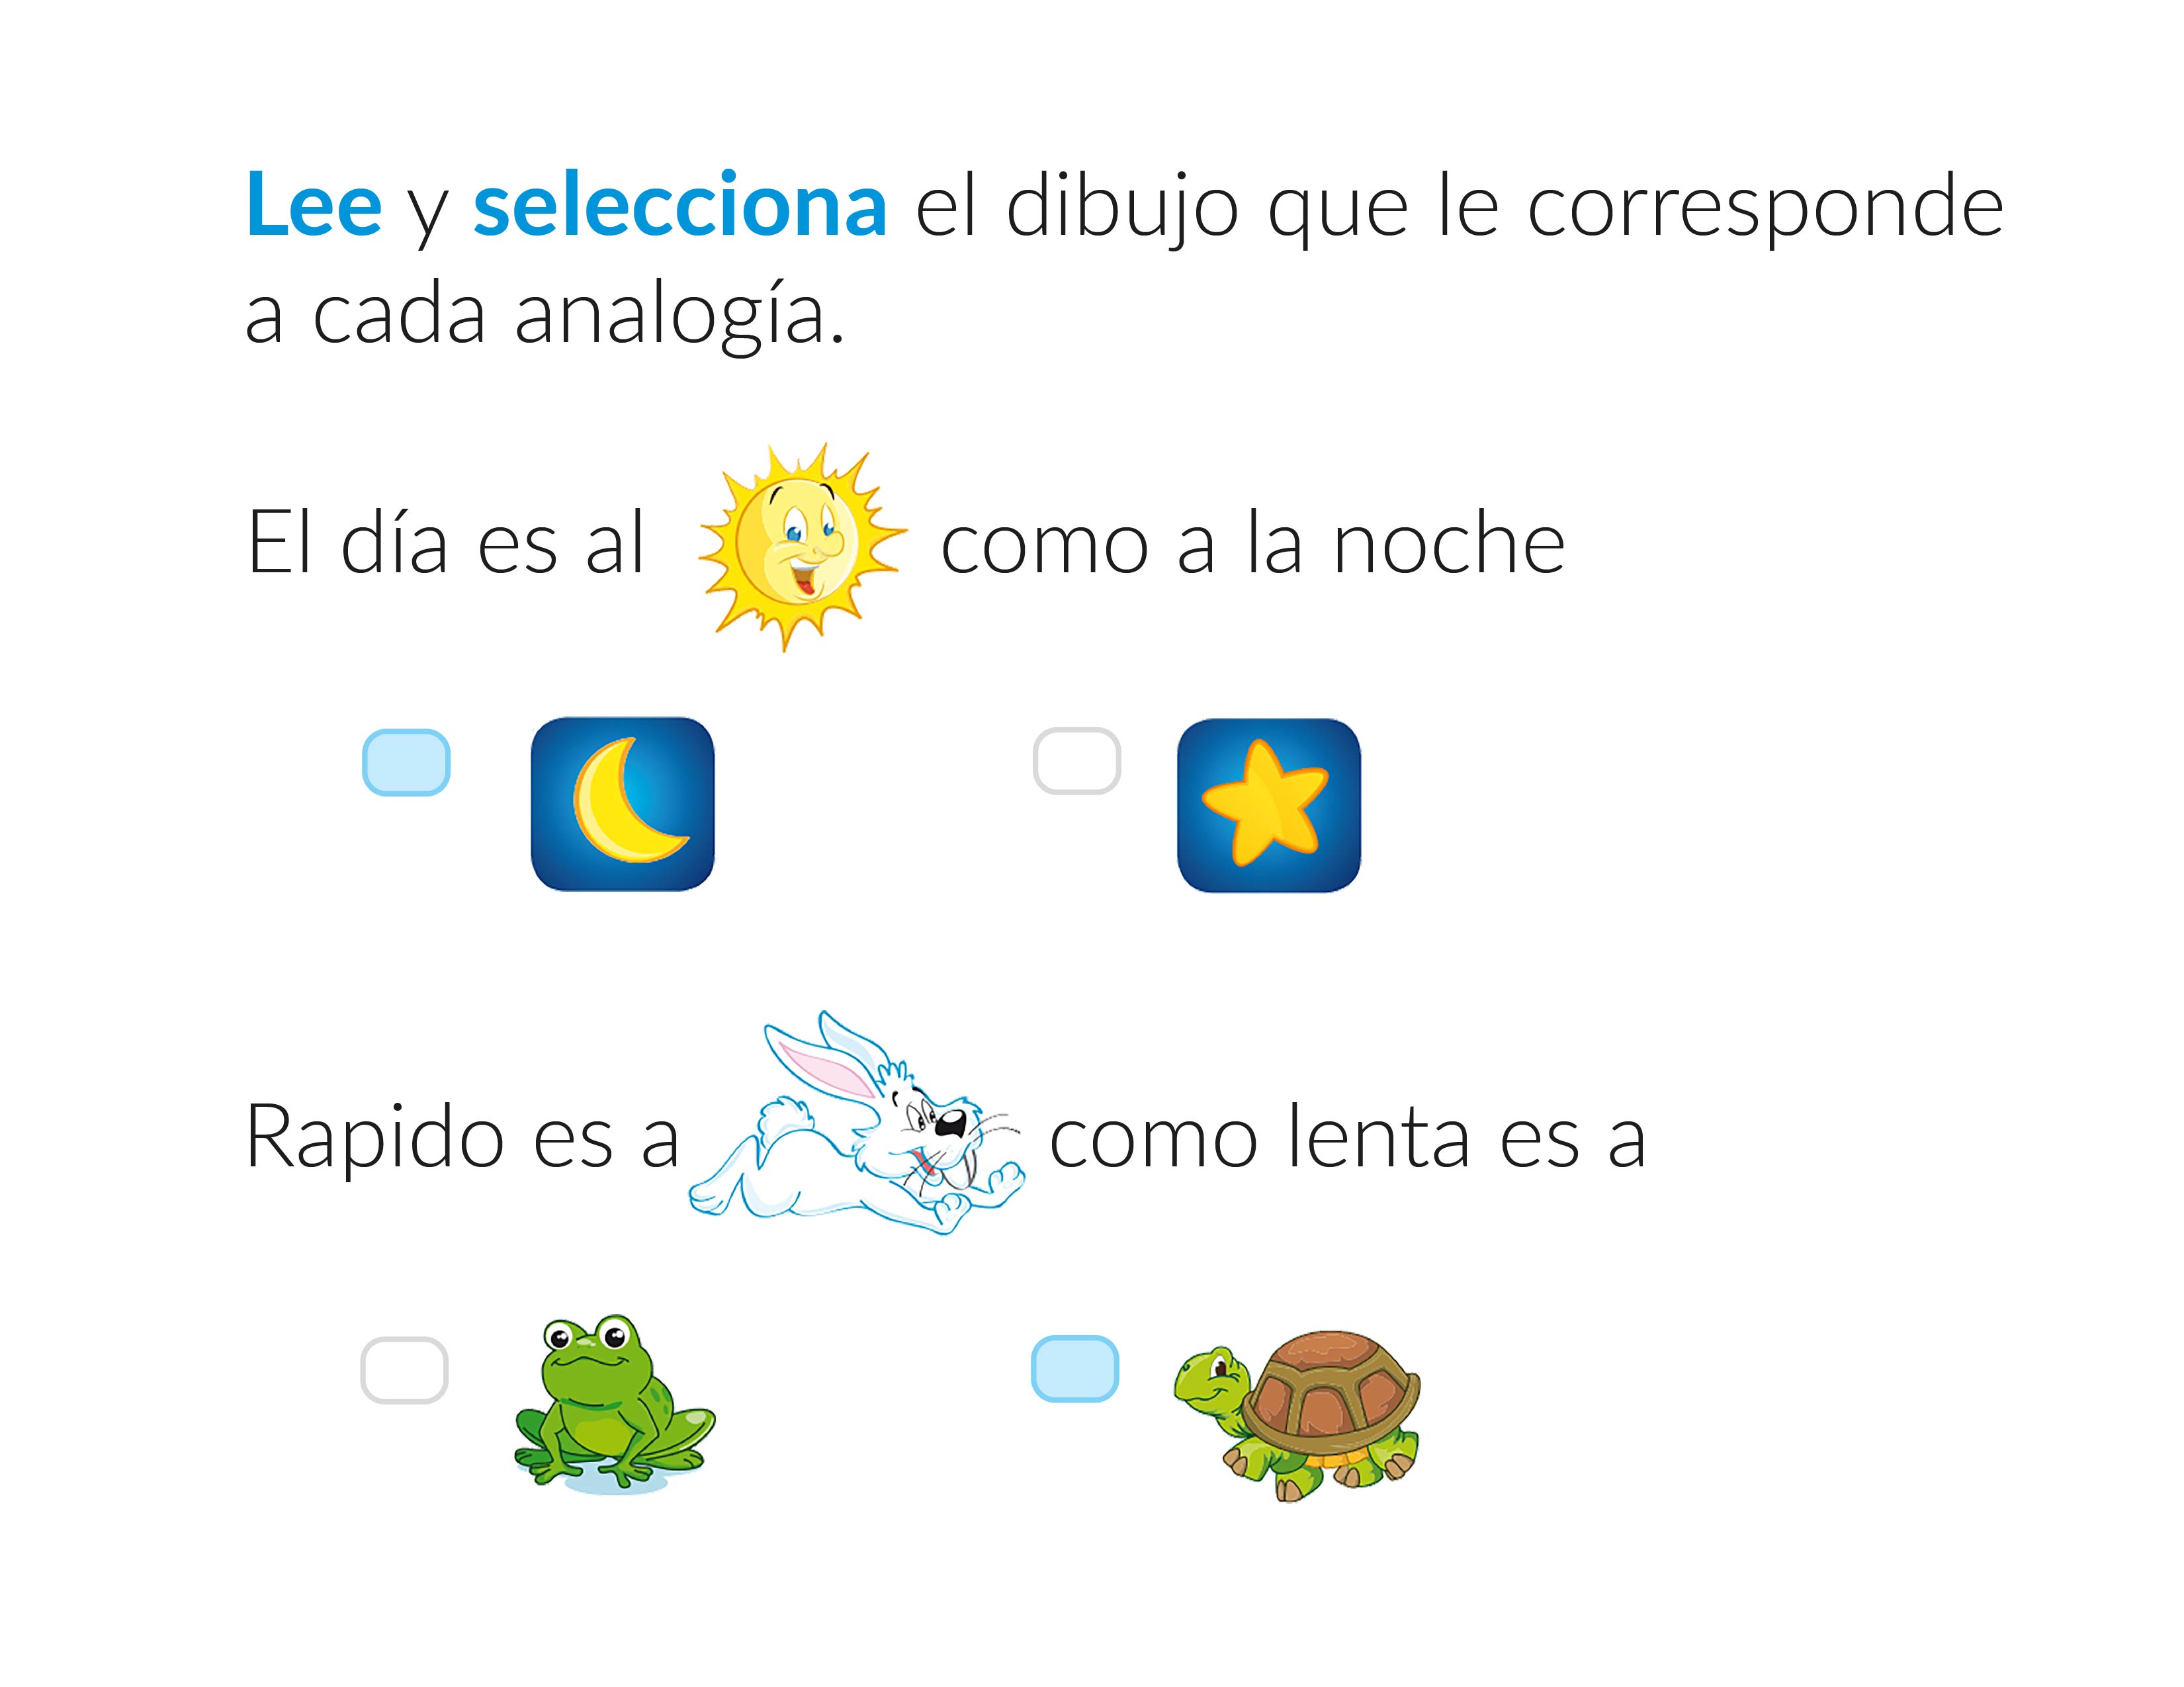 Lee y selecciona el dibujo que le corresponde
a cada analogía.
El día es al como a la noche
Rapido es a como lenta es a